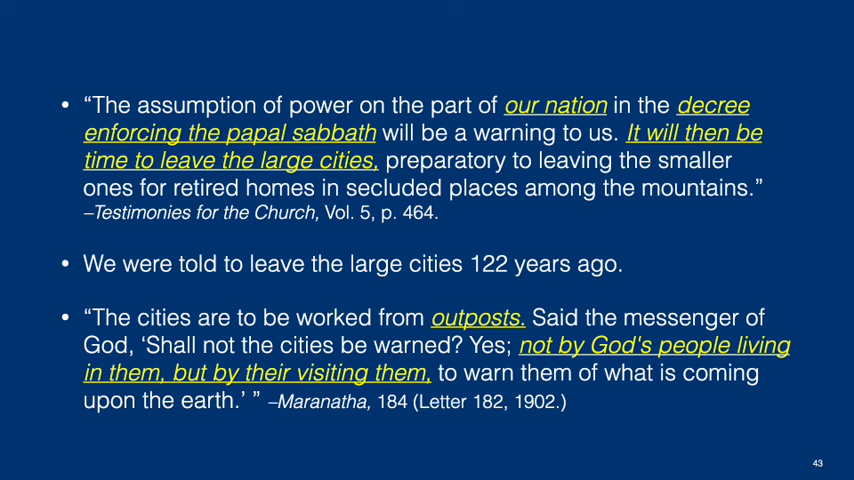 • “The assumption of power on the part of our nation in the decree
enforcing the papal sabbath will be a warning to us. It will then be
time to leave the large cities, preparatory to leaving the smaller
ones for retired homes in secluded places among the mountains.”
–Testimonies for the Church, Vol. 5, p. 464.
• We were told to leave the large cities 122 years ago.
• “The cities are to be worked from outposts. Said the messenger of
God, ‘Shall not the cities be warned? Yes; not by God's people living
in them, but by their visiting them, to warn them of what is coming
upon the earth.’ ” –Maranatha, 184 (Letter 182, 1902.)
43